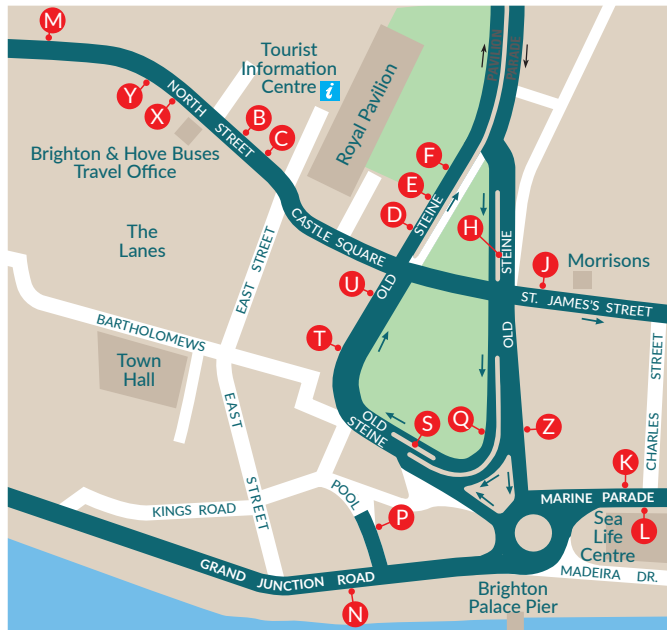 M
PAVILION
PARADE
Tourist
Information
Centre i
Royal Pavilion
Y
X
NORTH
STREET
B
C
Brighton & Hove Buses
Travel Office
F
E
D
STEINE
H
STEINE
The
Lanes
CASTLE SQUARE
EAST STREET
J
Morrisons
U
OLD
ST. JAMES'S STREET
OLD
BARTHOLOMEWS
T
Town
Hall
EAST
STREET
CHARLES
STREET
OLD
STEINE
S
Q
Z
K
MARINE PARADE
L
Sea
Life
Centre
KINGS ROAD
POOL
P
GRAND JUNCTION ROAD
N
MADEIRA DR.
Brighton
Palace Pier